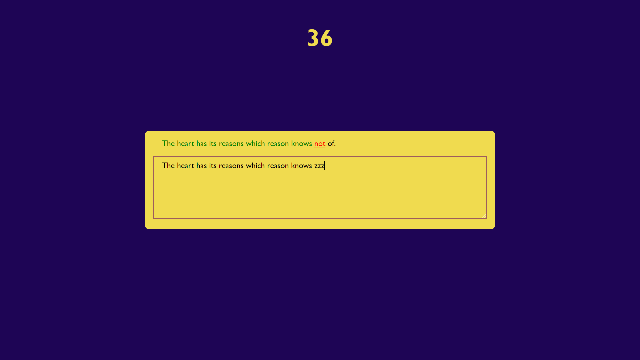 36
The heart has its reasons which reason knows not of.
The heart has its reasons which reason knows zzz